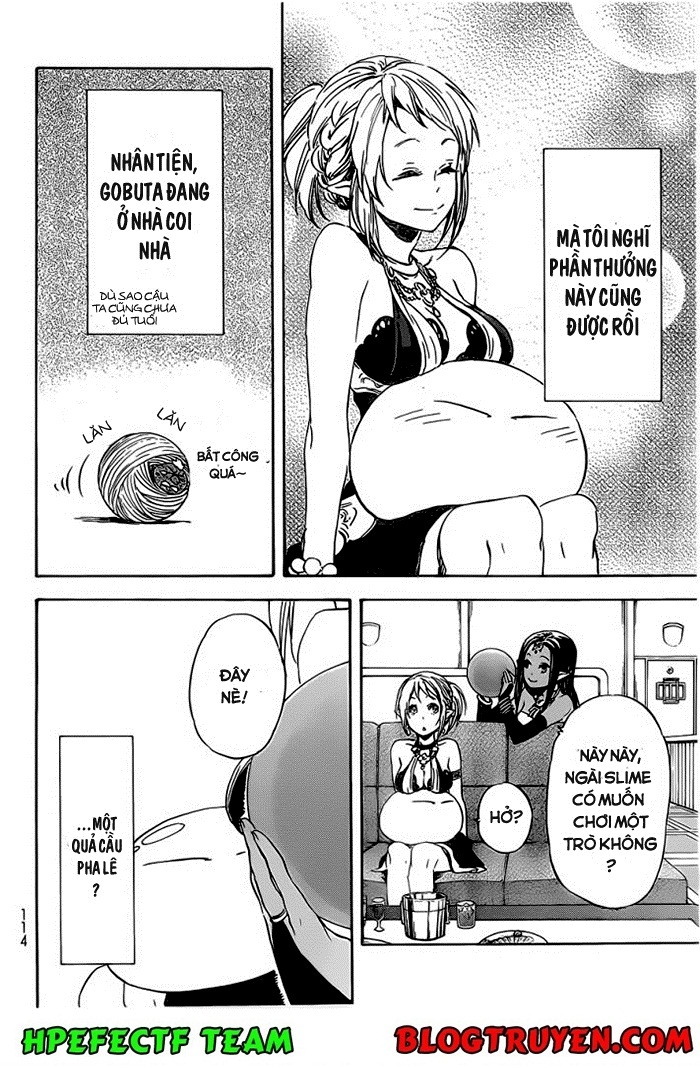 MÀ TÔI NGHĨ
PHẦN THƯỞNG
NÀY CŨNG
ĐƯỢC RỒI
NHÂN TIỆN,
GOBUTA ĐANG
Ở NHÀ COI
NHÀ
DÙ SAO CẬU
TA CŨNG CHƯA
ĐỦ TUỔI
LĂN
LĂN
BẤT CÔNG
QUÁ~
NÀY NÀY,
NGÀI SLIME
CÓ MUỐN
CHƠI MỘT
TRÒ KHÔNG
?
HỞ?
ĐÂY
NÈ!
...MỘT
QUẢ CẦU
PHA LÊ
?
114
HPEFECTF TEAM
BLOGTRUYEN.COM